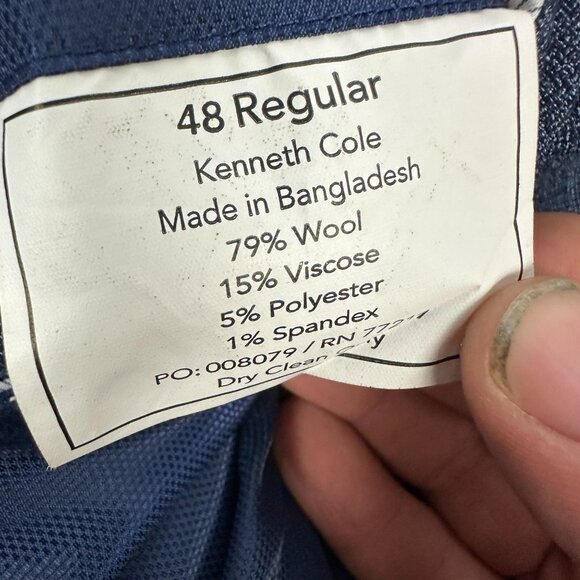 48 Regular
Kenneth Cole
Made in Bangladesh
79% Wool
15% Viscose
5% Polyester
1% Spandex
PO: 008079 / RN
Dry Clean